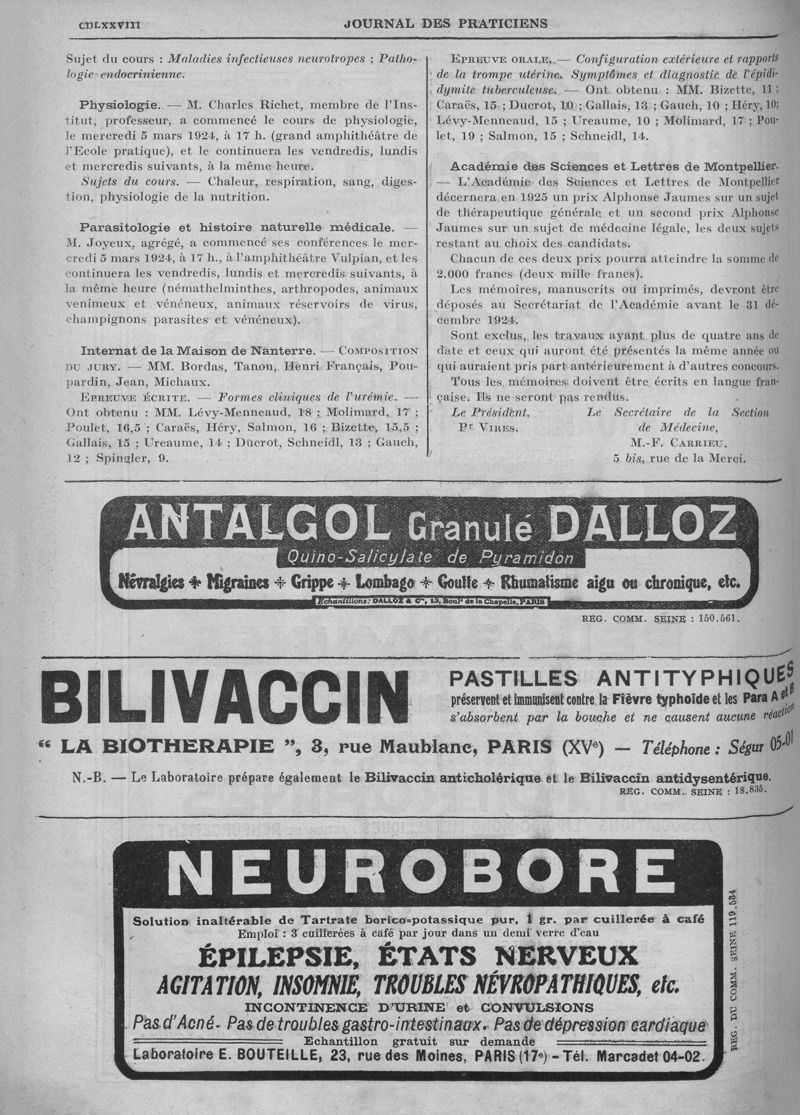 CDLXXVIII
JOURNAL DES PRATICIENS
Sujet du cours : Maladies infectieuses neurotropes ; Patho-
logie endocrinienne.
Physiologie. — M. Charles Richet, membre de l'Ins-
titut, professeur, a commencé le cours de physiologie,
le mercredi 5 mars 1924, à 17 h. (grand amphithéâtre de
l'Ecole pratique), et le continuera les vendredis, lundis
et mercredis suivants, à la même heure.
Sujets du cours. — Chaleur, respiration, sang, diges-
tion, physiologie de la nutrition.
Parasitologie et histoire naturelle médicale. —
M. Joyeux, agrégé, a commencé ses conférences le mer-
credi 5 mars 1924, à 17 h., à l'amphithéâtre Vulpian, et les
continuera les vendredis, lundis et mercredis suivants, à
la même heure (némathelminthes, arthropodes, animaux
venimeux et vénéneux, animaux réservoirs de virus,
champignons parasites et vénéneux).
Internat de la Maison de Nanterre. — COMPOSITION
DU JURY. — MM. Bordas, Tanon, Henri Français, Pou-
pardin, Jean, Michaux.
EPREUVE ÉCRITE. — Formes cliniques de l'urémie. —
Ont obtenu : MM. Lévy-Menneaud, 18 ; Molimard, 17 ;
Poulet, 16,5 ; Caraës, Héry, Salmon, 16 ; Bizette, 15,5 ;
Gallais, 15 ; Ureaume, 14 ; Ducrot, Schneidl, 13 ; Gauch,
12 ; Spingler, 9.
EPREUVE ORALE. — Configuration extérieure et rapports
de la trompe utérine. Symptômes et diagnostic de l'épidi-
dymite tuberculeuse. — Ont obtenu : MM. Bizette, 11 ;
Caraës, 15 ; Ducrot, 10 ; Gallais, 13 ; Gauch, 10 ; Héry, 10;
Lévy-Menneaud, 15 ; Ureaume, 10 ; Molimard, 17 ; Pou-
let, 19 ; Salmon, 15 ; Schneidl, 14.
Académie des Sciences et Lettres de Montpellier.
— L'Académie des Sciences et Lettres de Montpellier
décernera en 1925 un prix Alphonse Jaumes sur un sujet
de thérapeutique générale et un second prix Alphonse
Jaumes sur un sujet de médecine légale, les deux sujets
restant au choix des candidats.
Chacun de ces deux prix pourra atteindre la somme de
2.000 francs (deux mille francs).
Les mémoires, manuscrits ou imprimés, devront être
déposés au Secrétariat de l'Académie avant le 31 dé-
cembre 1924.
Sont exclus, les travaux ayant plus de quatre ans de
date et ceux qui auront été présentés la même année ou
qui auraient pris part antérieurement à d'autres concours.
Tous les mémoires doivent être écrits en langue fran-
çaise. Ils ne seront pas rendus.
Le Président,
Pr VIRES.
Le Secrétaire de la Section
de Médecine,
M.-F. CARRIEU,
5 bis, rue de la Merci.
ANTALGOL Granulé DALLOZ
Quino-Salicylate de Pyramidon
Névralgies ✢ Migraines ✢ Grippe ✢ Lombago ✢ Goutte ✢ Rhumatisme aigu ou chronique, etc.
Echantillons: DALLOZ & Cie, 13, Boulᵈ de la Chapelle, PARIS
REG. COMM. SEINE : 150.561.
BILIVACCIN
PASTILLES ANTITYPHIQUES
préservent et immunisent contre la Fièvre typhoïde et les Para A et B
s'absorbent par la bouche et ne causent aucune réaction
“ LA BIOTHERAPIE ”, 3, rue Maublanc, PARIS (XVe) — Téléphone : Ségur 05-01
N.-B. — Le Laboratoire prépare également le Bilivaccin anticholérique et le Bilivaccin antidysentérique.
REG. COMM. SEINE : 18.835.
NEUROBORE
Solution inaltérable de Tartrate borico-potassique pur, 1 gr. par cuillerée à café
Emploi : 3 cuillerées à café par jour dans un demi verre d'eau
ÉPILEPSIE, ÉTATS NERVEUX
AGITATION, INSOMNIE, TROUBLES NÉVROPATHIQUES, etc.
INCONTINENCE D'URINE et CONVULSIONS
Pas d'Acné. Pas de troubles gastro-intestinaux. Pas de dépression cardiaque
Echantillon gratuit sur demande
Laboratoire E. BOUTEILLE, 23, rue des Moines, PARIS (17e) - Tél. Marcadet 04-02.
REG. DU COMM. SEINE 119.534